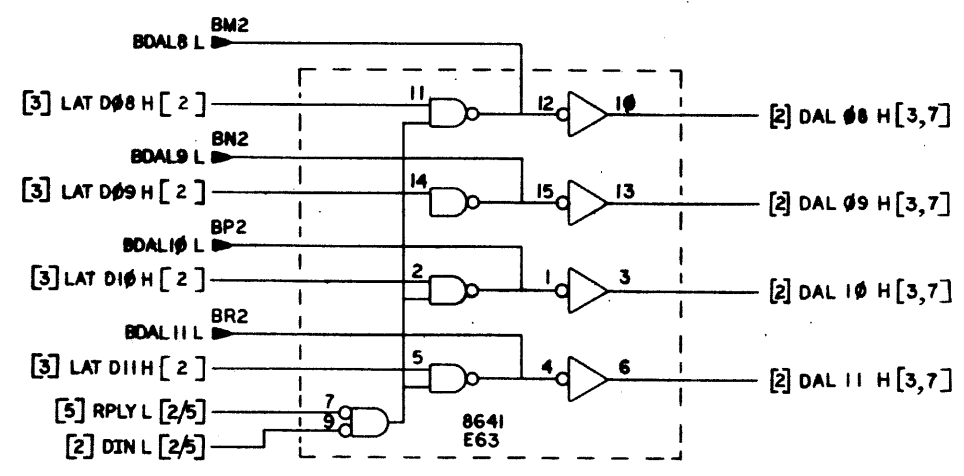 BM2
BDAL8 L
[3] LAT DØ8 H [ 2 ] 11 12 1Ø [2] DAL Ø8 H [3,7]
BN2
BDAL9 L
[3] LAT DØ9 H [ 2 ] 14 15 13 [2] DAL Ø9 H [3,7]
BP2
BDAL1Ø L
[3] LAT D1Ø H [ 2 ] 2 1 3 [2] DAL 1Ø H [3,7]
BR2
BDAL11 L
[3] LAT D11 H [ 2 ] 5 4 6 [2] DAL 11 H [3,7]
[5] RPLY L [2/5] 7
[2] DIN L [2/5] 9
8641
E63